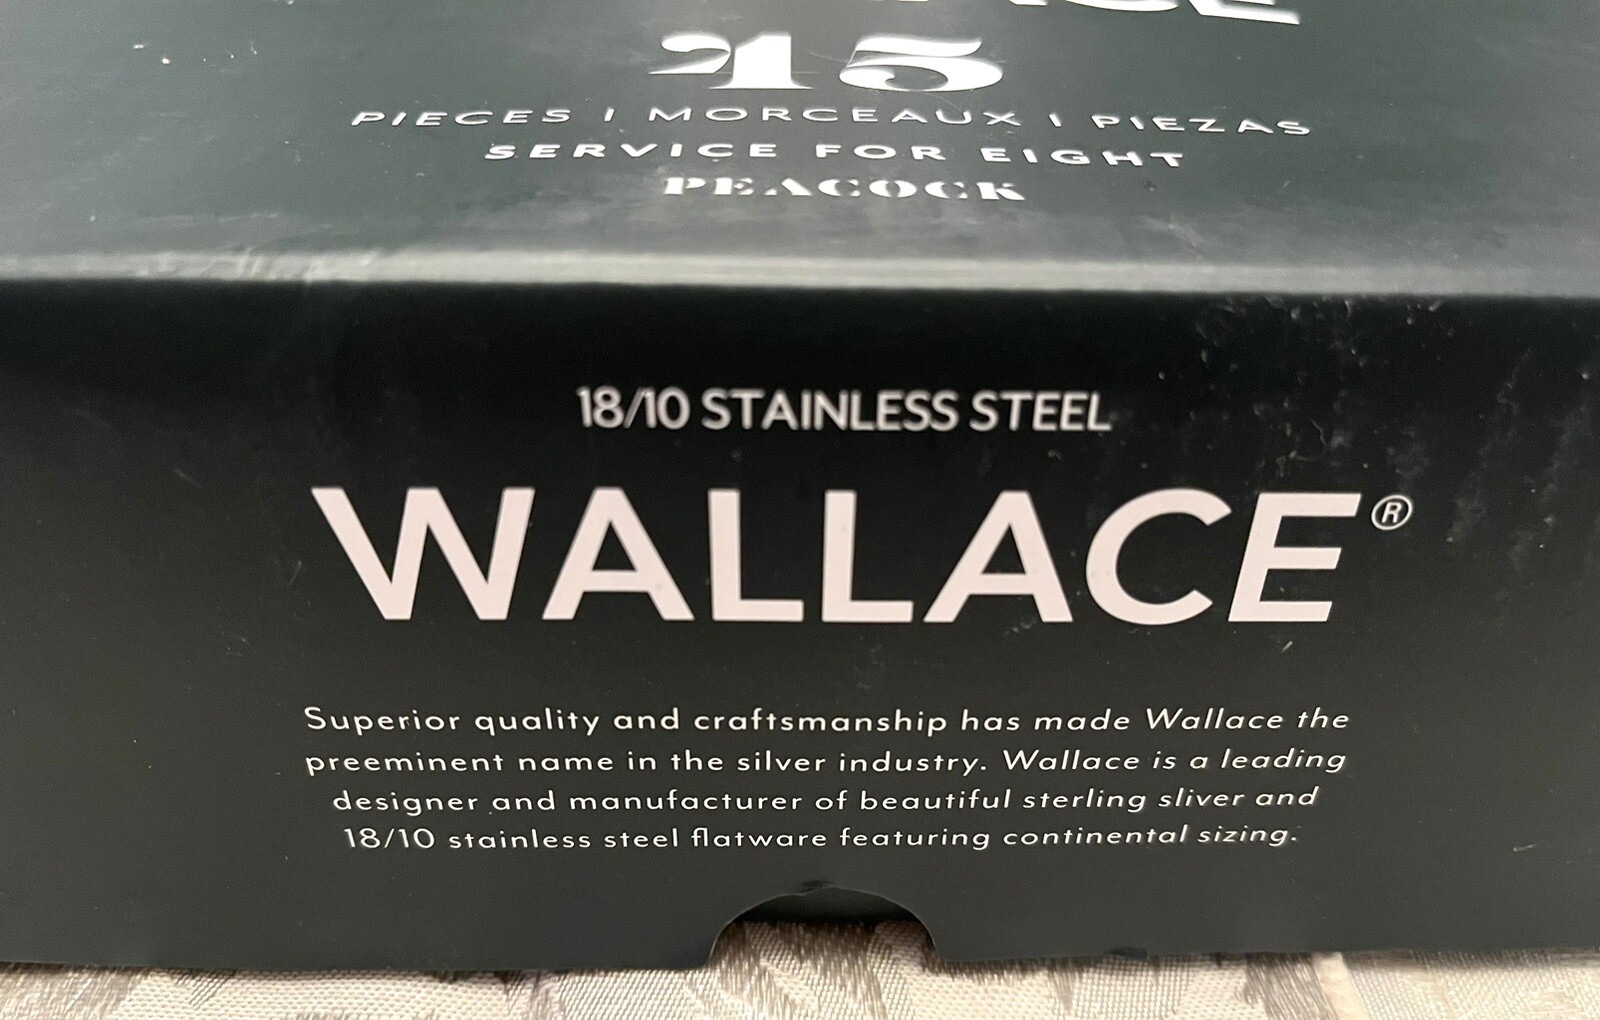 45
PIECES | MORCEAUX | PIEZAS
SERVICE FOR EIGHT
PEACOCK
18/10 STAINLESS STEEL
WALLACE®
Superior quality and craftsmanship has made Wallace the
preeminent name in the silver industry. Wallace is a leading
designer and manufacturer of beautiful sterling sliver and
18/10 stainless steel flatware featuring continental sizing.